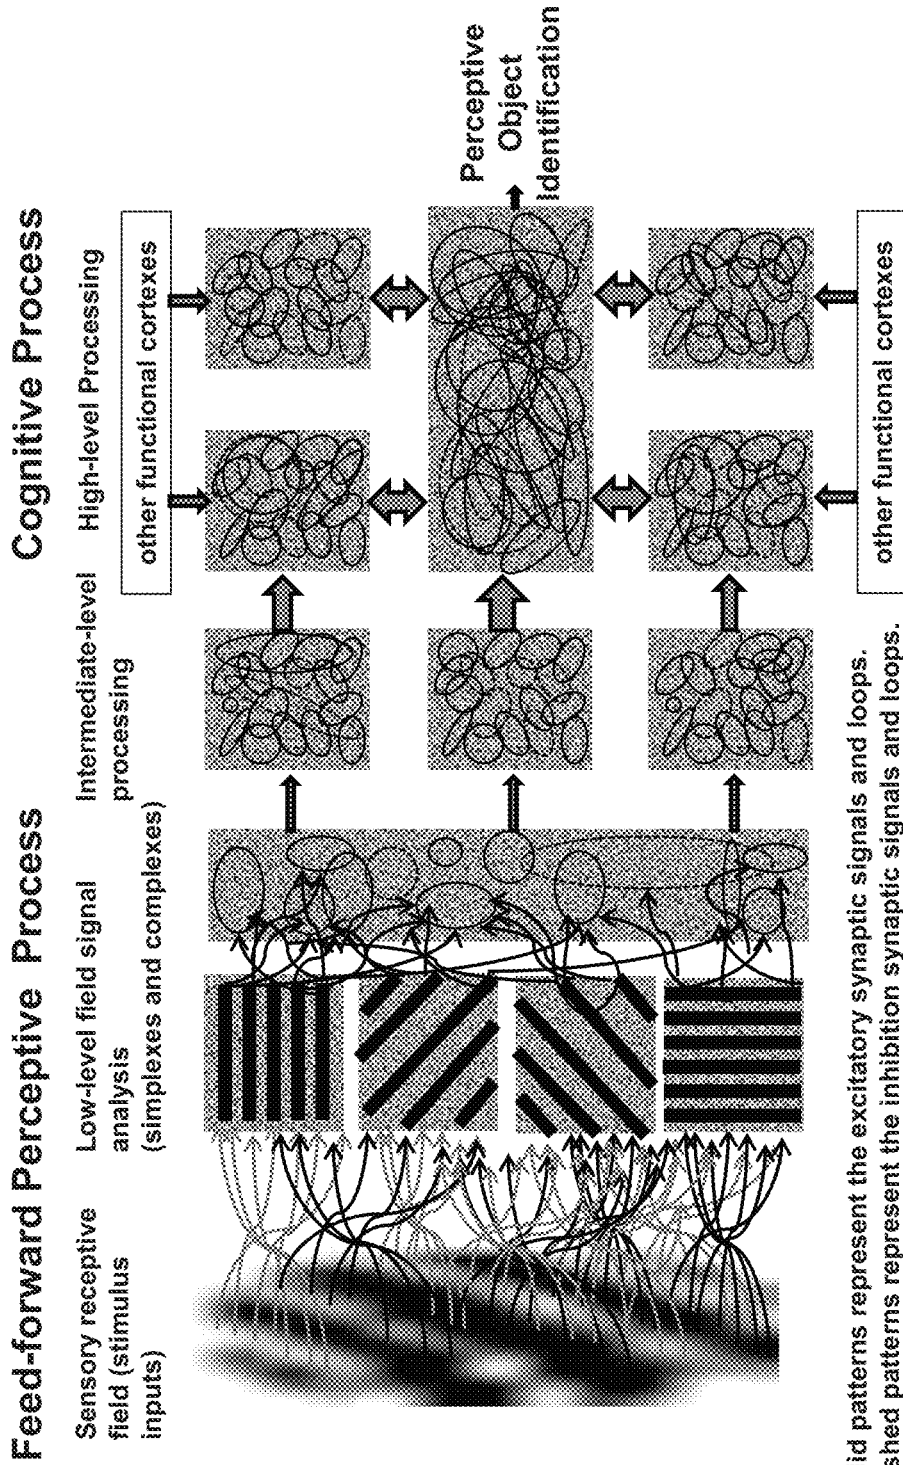 Feed-forward Perceptive Process
Cognitive Process
Sensory receptive
field (stimulus
inputs)
Low-level field signal
analysis
(simplexes and complexes)
Intermediate-level
processing
High-level Processing
other functional cortexes
Perceptive
Object
Identification
other functional cortexes
id patterns represent the excitatory synaptic signals and loops.
shed patterns represent the inhibition synaptic signals and loops.